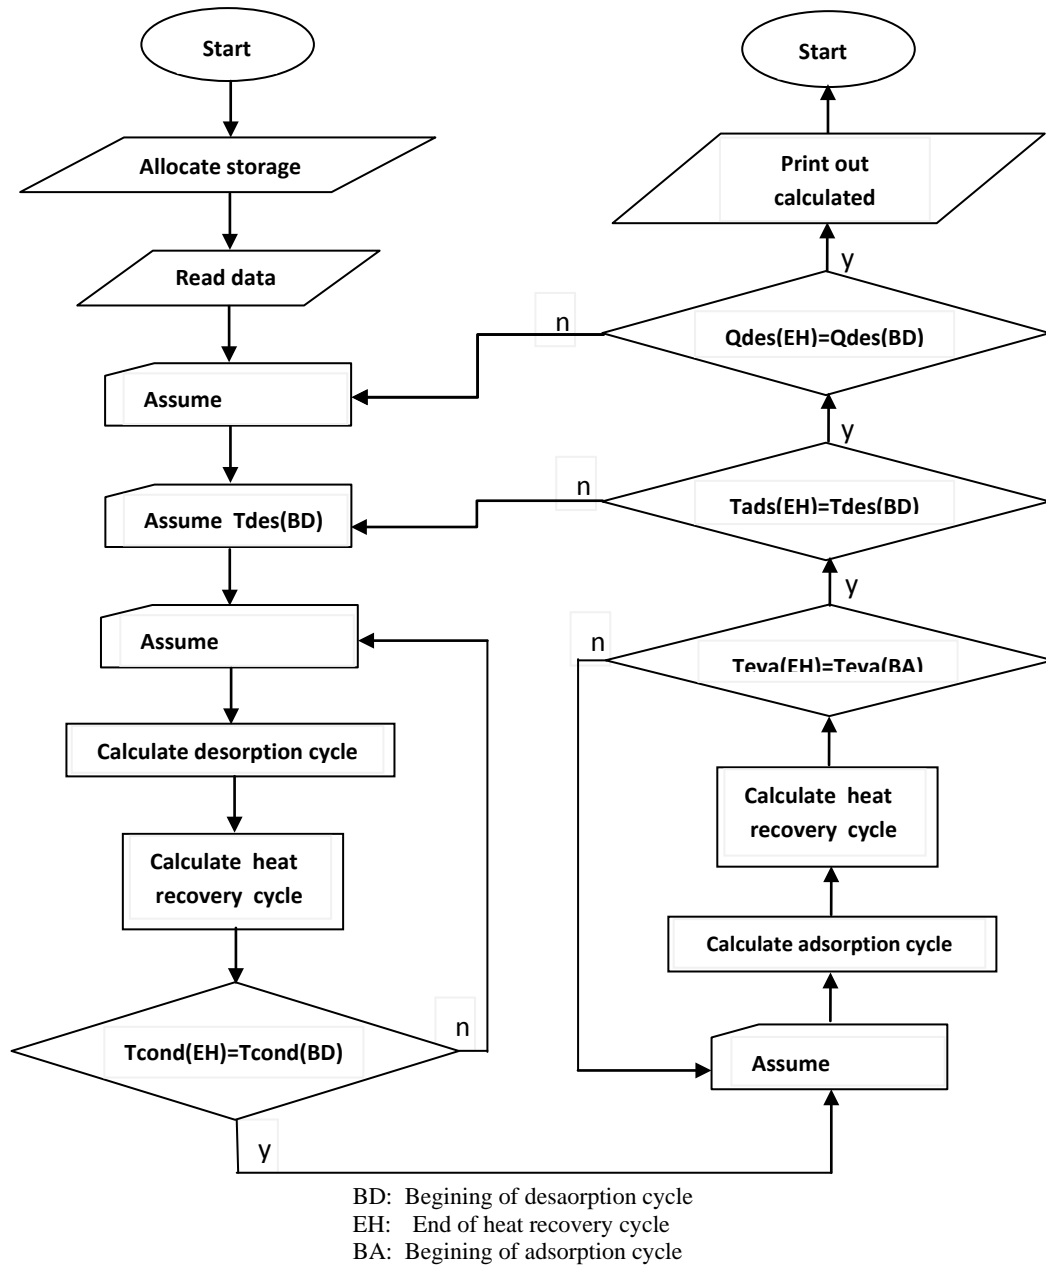 Start
Allocate storage
Read data
Assume
Assume Tdes(BD)
Assume
Calculate desorption cycle
Calculate heat
recovery cycle
Tcond(EH)=Tcond(BD)
n
y
Start
Print out
calculated
y
Qdes(EH)=Qdes(BD)
n
y
Tads(EH)=Tdes(BD)
n
y
Teva(EH)=Teva(BA)
n
Calculate heat
recovery cycle
Calculate adsorption cycle
Assume
BD: Begining of desaorption cycle
EH: End of heat recovery cycle
BA: Begining of adsorption cycle